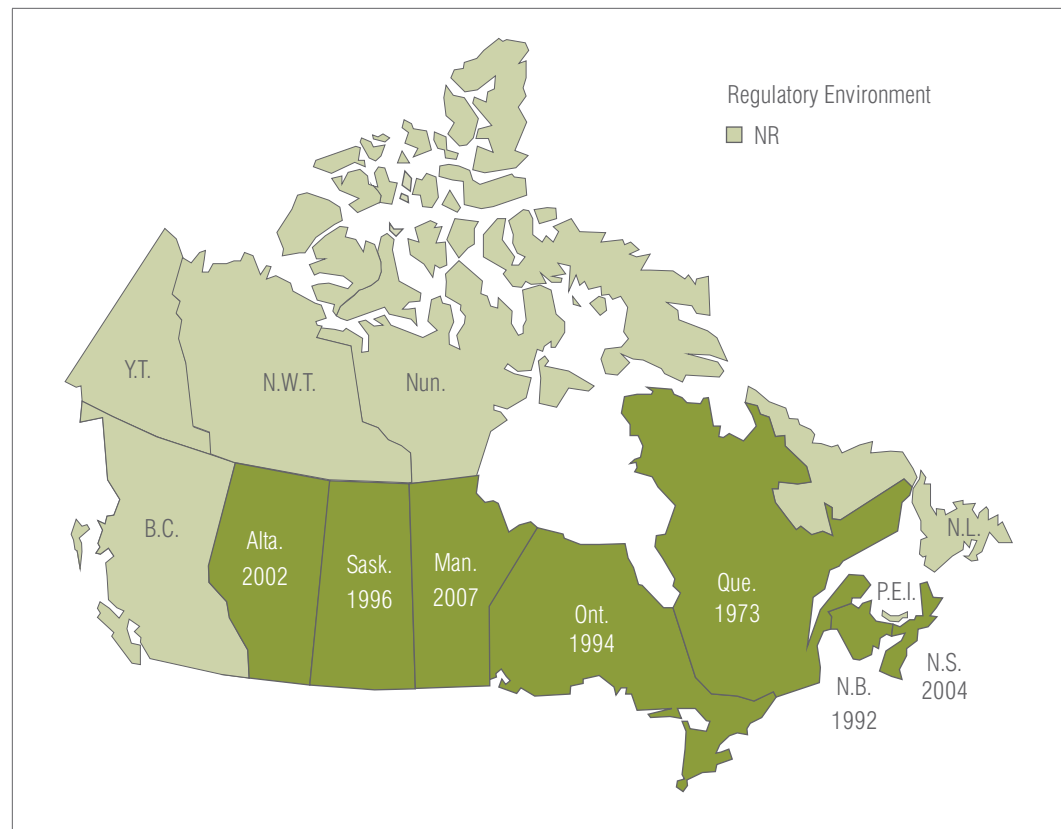 Regulatory Environment
NR
Y.T.
N.W.T.
Nun.
B.C.
Alta.
2002
Sask.
1996
Man.
2007
Ont.
1994
Que.
1973
N.L.
P.E.I.
N.B.
1992
N.S.
2004